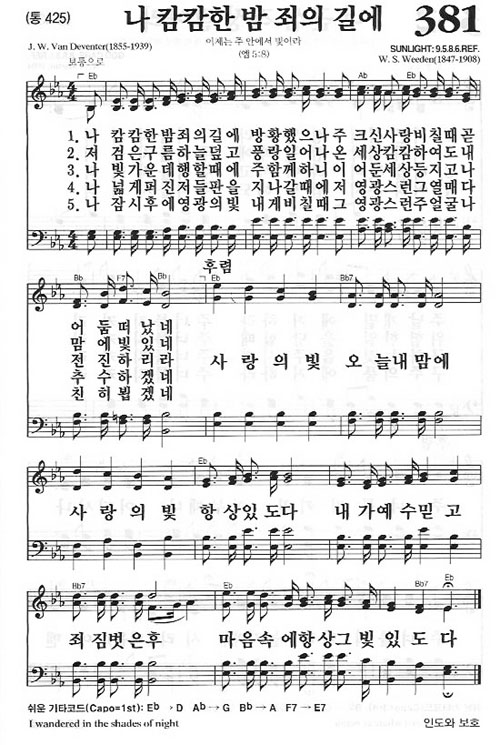 (통 425)
나 캄캄한 밤 죄의 길에
381
J. W. Van Deventer(1855-1939)
이제는 주 안에서 빛이라
(엡 5:8)
SUNLIGHT: 9.5.8.6.REF.
W. S. Weeden(1847-1908)
보통으로
Eb
1. 나 캄캄한밤죄의길에 방황했으나주 크신사랑비칠때곧
2. 저 검은구름하늘덮고 풍랑일어나온 세상캄캄하여도내
3. 나 빛가운데행할때에 주함께하니이 어둔세상등지고나
4. 나 넓게퍼진저들판을 지나갈때에저 영광스런그열매다
5. 나 잠시후에영광의빛 내게비칠때그 영광스런주얼굴나
후렴
Bb F7 Bb Eb Bb7
어 둠떠 났네
맘 에빛 있네
전 진하 리라
추 수하 겠네
친 히뵙 겠네
사 랑 의 빛 오 늘내 맘에
Eb
사 랑 의 빛 항상있 도다 내 가예 수믿 고
Bb7 Eb Bb7 Eb
죄 짐벗은후 마음속 에항상그 빛 있 도 다
쉬운 기타코드(Capo=1st): Eb → D Ab → G Bb → A F7 → E7
I wandered in the shades of night
인도와 보호